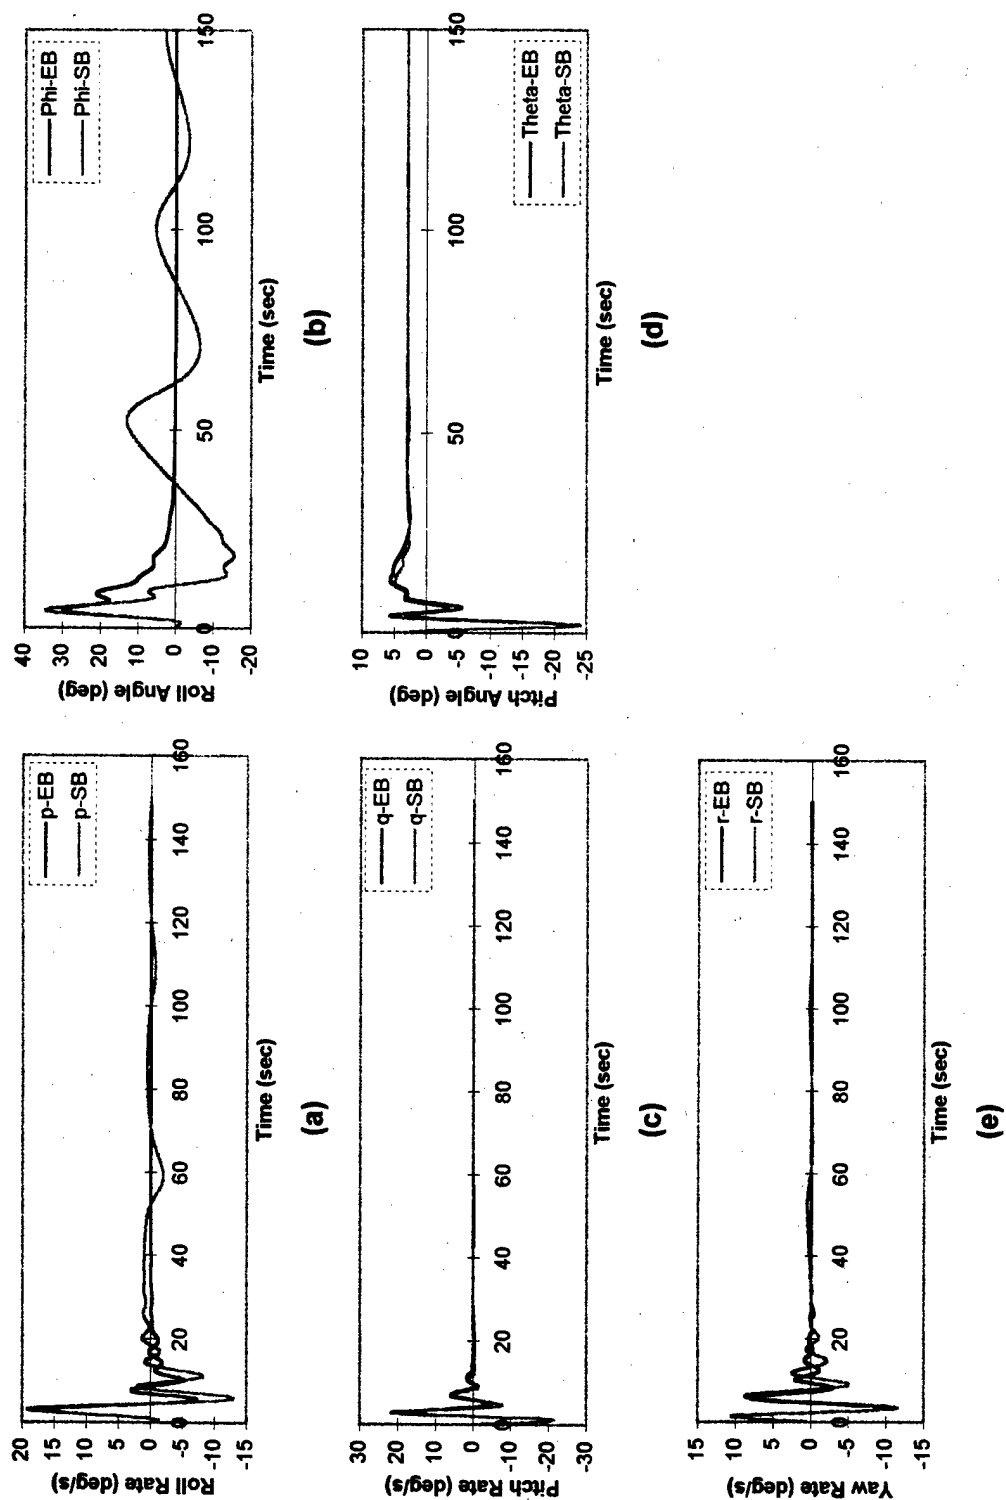 20
15
10
5
0
-5
-10
-15
Roll Rate (deg/s)
0
20
40
60
80
100
120
140
160
Time (sec)
p-EB
p-SB
(a)
40
30
20
10
0
-10
-20
Roll Angle (deg)
0
50
100
150
Time (sec)
Phi-EB
Phi-SB
(b)
30
20
10
0
-10
-20
-30
Pitch Rate (deg/s)
0
20
40
60
80
100
120
140
160
Time (sec)
q-EB
q-SB
(c)
10
5
0
-5
-10
-15
-20
-25
Pitch Angle (deg)
0
50
100
150
Time (sec)
Theta-EB
Theta-SB
(d)
15
10
5
0
-5
-10
-15
Yaw Rate (deg/s)
0
20
40
60
80
100
120
140
160
Time (sec)
r-EB
r-SB
(e)